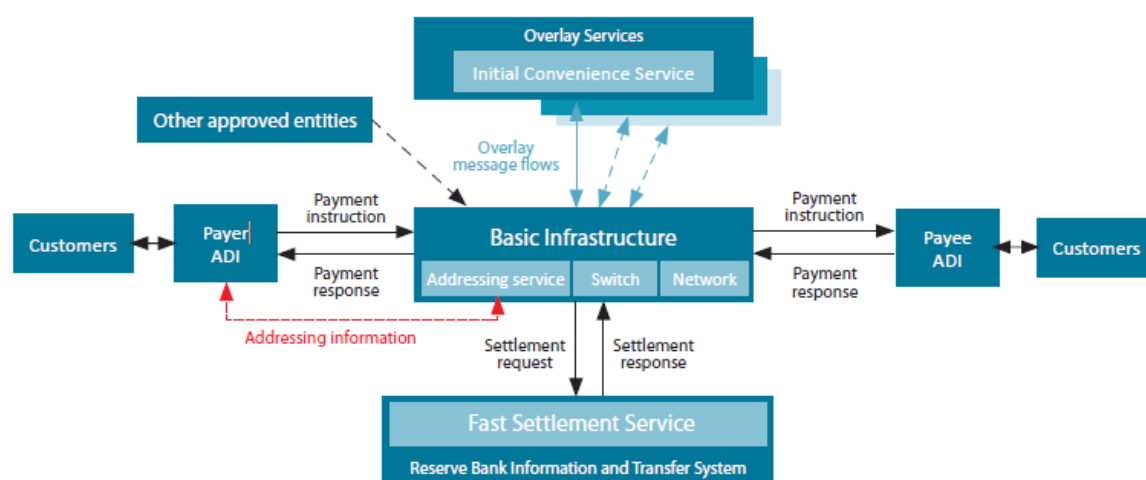 Overlay Services
Initial Convenience Service
Other approved entities
Overlay
message flows
Payment
instruction
Payment
instruction
Customers
Payer
ADI
Basic Infrastructure
Payee
ADI
Customers
Addressing service
Switch
Network
Payment
response
Payment
response
Addressing information
Settlement
request
Settlement
response
Fast Settlement Service
Reserve Bank Information and Transfer System